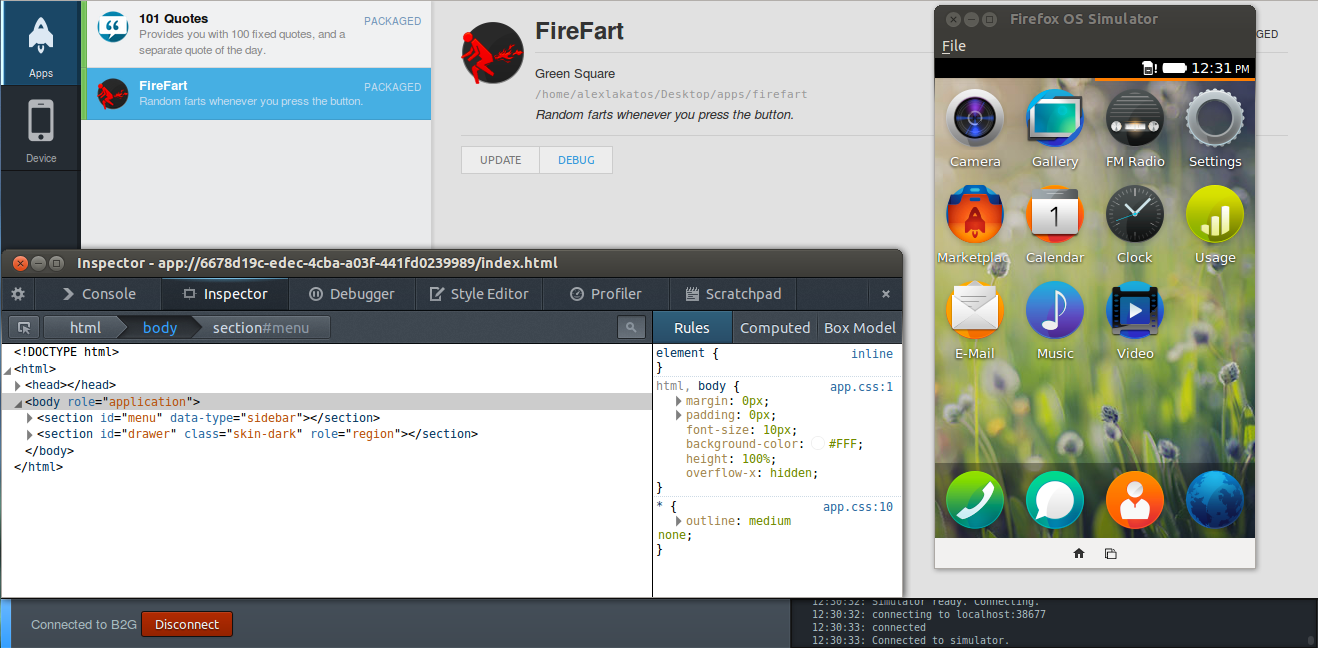 Apps
Device
101 Quotes
PACKAGED
Provides you with 100 fixed quotes, and a
separate quote of the day.
FireFart
PACKAGED
Random farts whenever you press the button.
FireFart
Green Square
/home/alexlakatos/Desktop/apps/firefart
Random farts whenever you press the button.
UPDATE
DEBUG
GED
Firefox OS Simulator
File
12:31 PM
Camera
Gallery
FM Radio
Settings
Marketplac
Calendar
1
Clock
Usage
E-Mail
Music
Video
Inspector - app://6678d19c-edec-4cba-a03f-441fd0239989/index.html
Console
Inspector
Debugger
Style Editor
Profiler
Scratchpad
html
body
section#menu
Rules
Computed
Box Model
<!DOCTYPE html>
<html>
<head></head>
<body role="application">
<section id="menu" data-type="sidebar"></section>
<section id="drawer" class="skin-dark" role="region"></section>
</body>
</html>
element {
inline
}
html, body {
app.css:1
margin: 0px;
padding: 0px;
font-size: 10px;
background-color: #FFF;
height: 100%;
overflow-x: hidden;
}
* {
app.css:10
outline: medium
none;
}
Connected to B2G
Disconnect
12:30:32: Simulator ready. Connecting.
12:30:32: connecting to localhost:38677
12:30:33: connected
12:30:33: Connected to simulator.